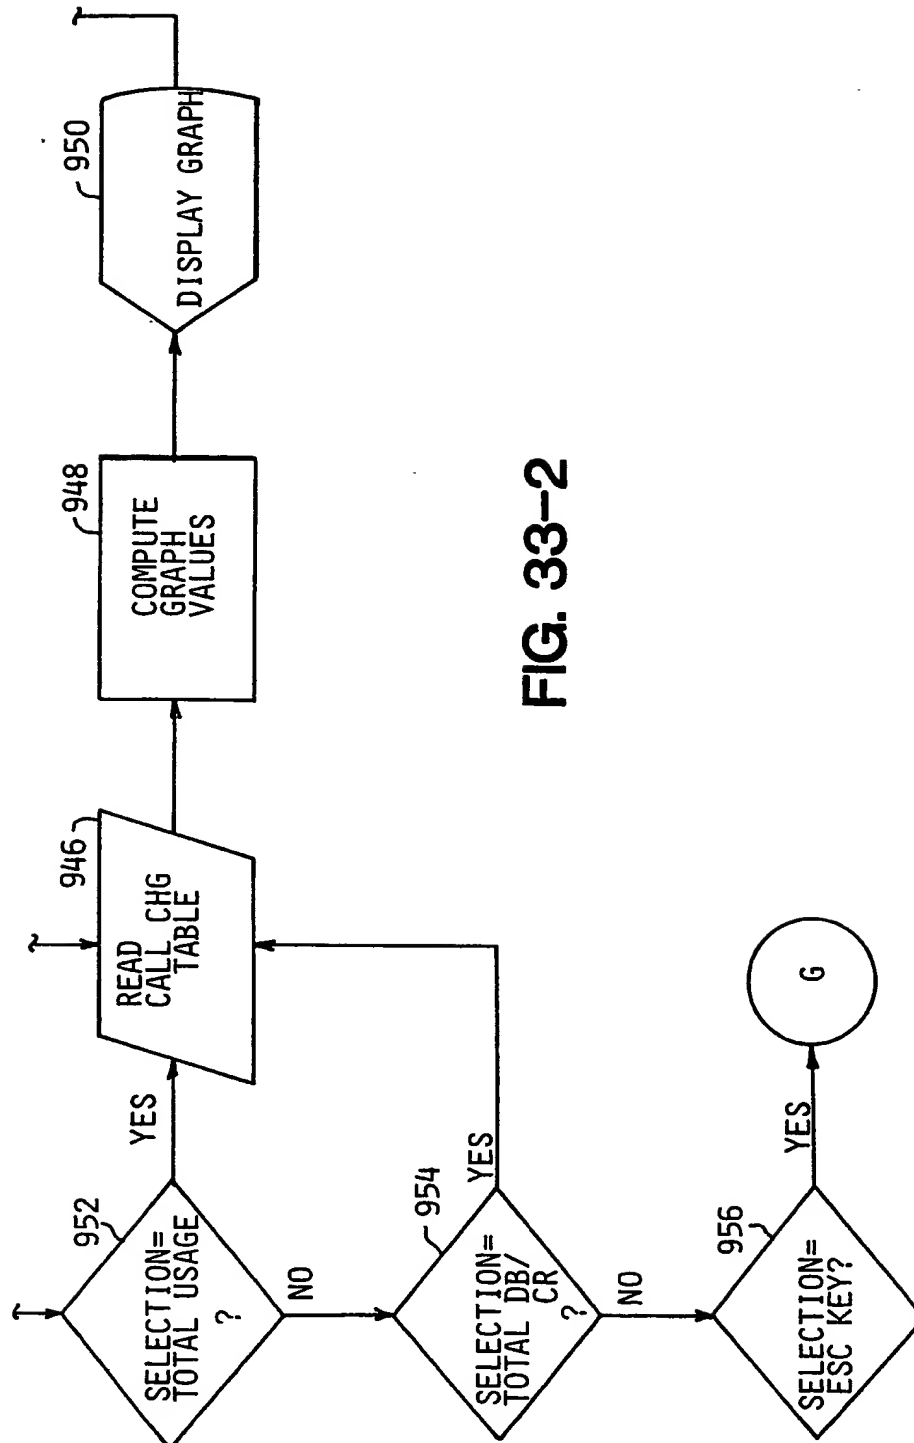 952
SELECTION=
TOTAL USAGE
?
YES
NO
946
READ
CALL CHG
TABLE
948
COMPUTE
GRAPH
VALUES
950
DISPLAY GRAPH
954
SELECTION=
TOTAL DB/
CR
?
YES
NO
956
SELECTION=
ESC KEY?
YES
G
FIG. 33-2